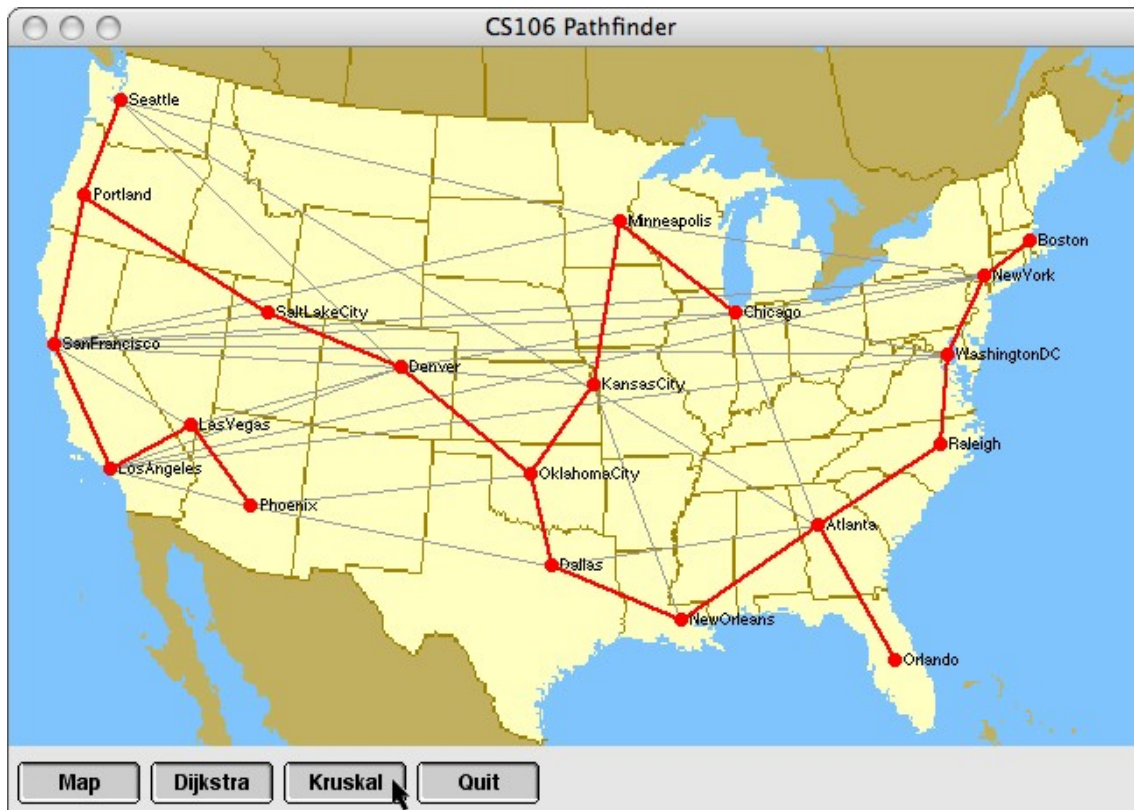 CS106 Pathfinder
Seattle
Portland
Minneapolis
Boston
NewYork
SaltLakeCity
Chicago
SanFrancisco
WashingtonDC
Denver
KansasCity
LasVegas
Raleigh
LosAngeles
OklahomaCity
Phoenix
Atlanta
Dallas
NewOrleans
Orlando
Map Dijkstra Kruskal Quit